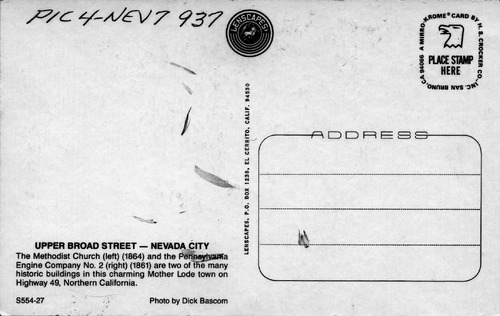 PIC 4-NEV7 937
LENSCAPES
A MIRRO-KROME® CARD BY H. S. CROCKER CO., INC. SAN BRUNO, CA 94066
PLACE STAMP
HERE
ADDRESS
LENSCAPES, P.O. BOX 1236, EL CERRITO, CALIF. 94530
UPPER BROAD STREET — NEVADA CITY
The Methodist Church (left) (1864) and the Pennsylvania
Engine Company No. 2 (right) (1861) are two of the many
historic buildings in this charming Mother Lode town on
Highway 49, Northern California.
S554-27
Photo by Dick Bascom